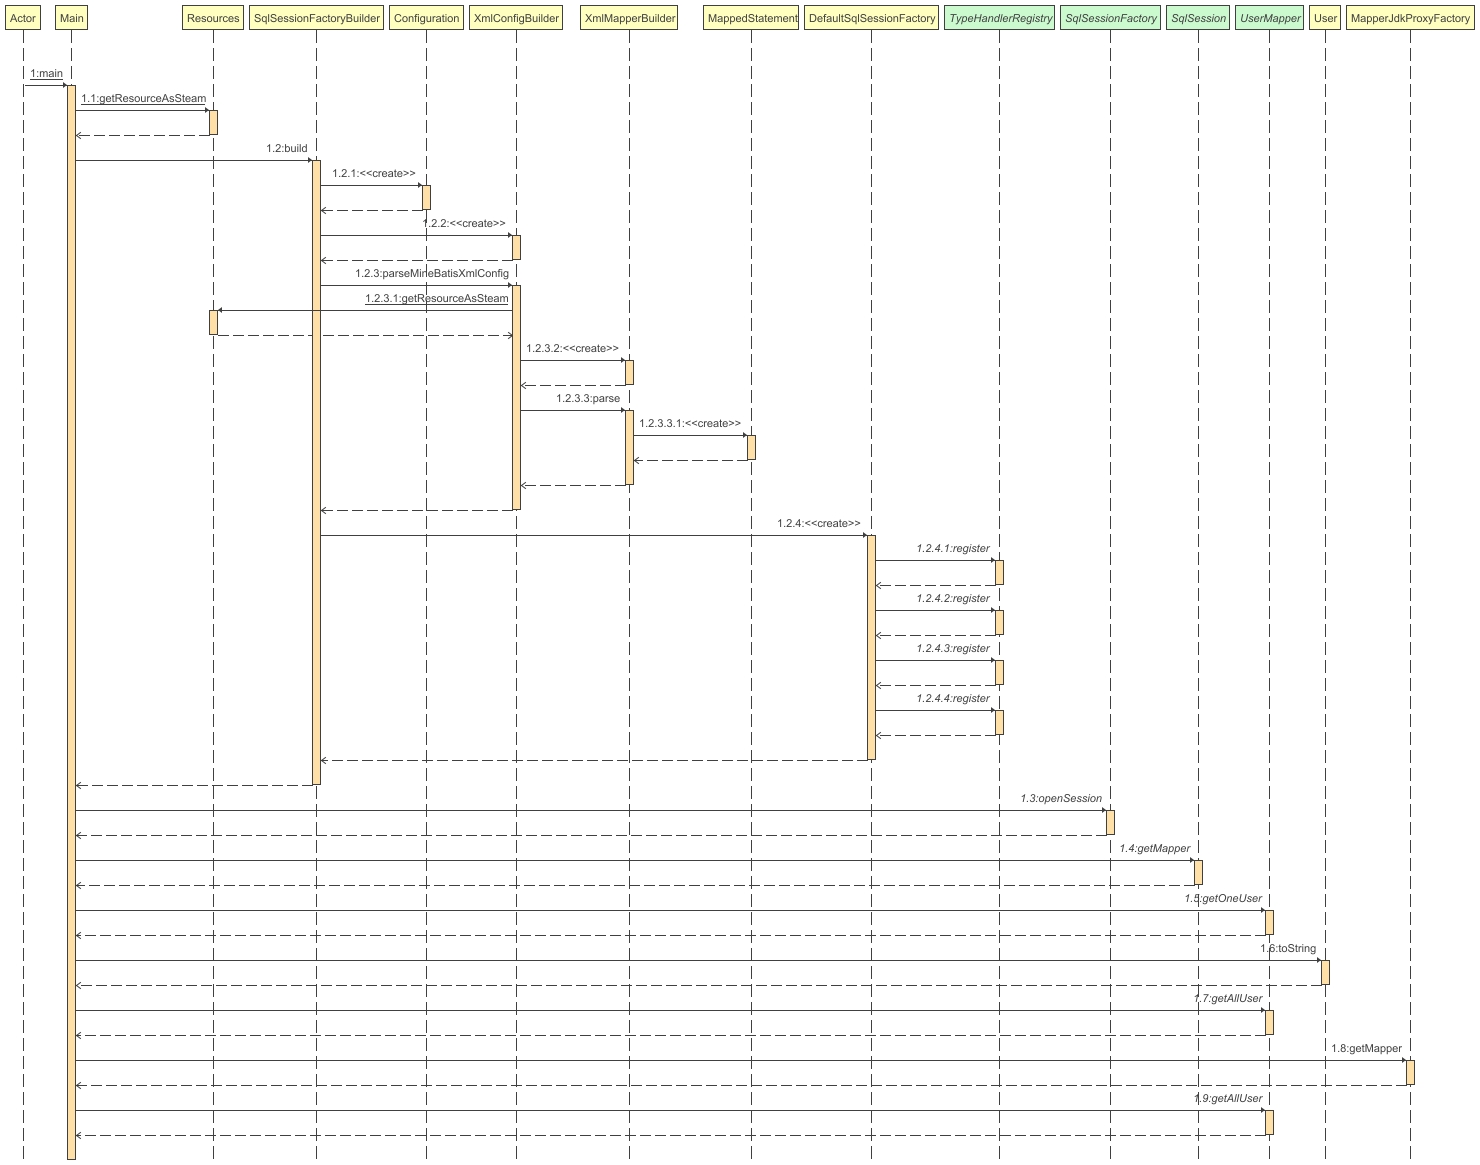 Actor Main Resources SqlSessionFactoryBuilder Configuration XmlConfigBuilder XmlMapperBuilder MappedStatement DefaultSqlSessionFactory TypeHandlerRegistry SqlSessionFactory SqlSession UserMapper User MapperJdkProxyFactory
1:main
1.1:getResourceAsSteam
1.2:build
1.2.1:<<create>>
1.2.2:<<create>>
1.2.3:parseMineBatisXmlConfig
1.2.3.1:getResourceAsSteam
1.2.3.2:<<create>>
1.2.3.3:parse
1.2.3.3.1:<<create>>
1.2.4:<<create>>
1.2.4.1:register
1.2.4.2:register
1.2.4.3:register
1.2.4.4:register
1.3:openSession
1.4:getMapper
1.5:getOneUser
1.6:toString
1.7:getAllUser
1.8:getMapper
1.9:getAllUser